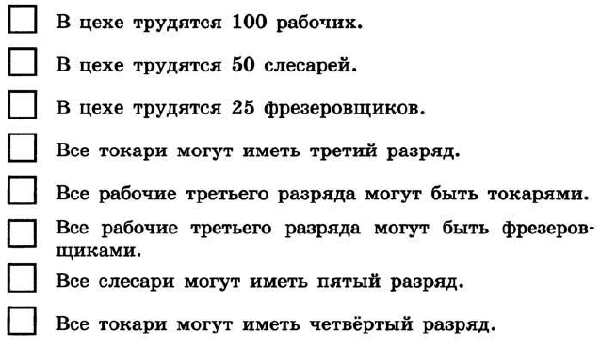 В цехе трудятся 100 рабочих.
В цехе трудятся 50 слесарей.
В цехе трудятся 25 фрезеровщиков.
Все токари могут иметь третий разряд.
Все рабочие третьего разряда могут быть токарями.
Все рабочие третьего разряда могут быть фрезеров-
щиками.
Все слесари могут иметь пятый разряд.
Все токари могут иметь четвёртый разряд.